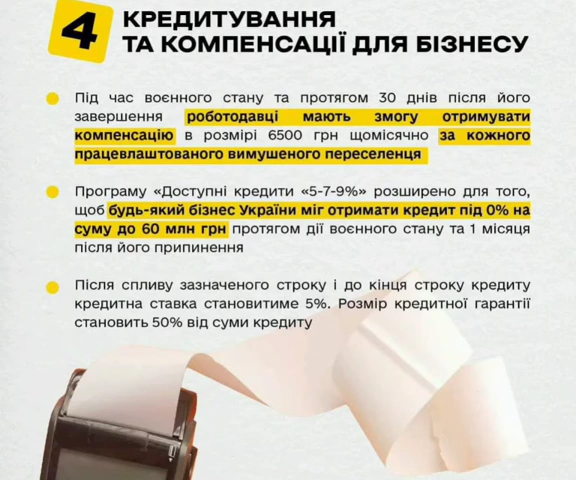 4
КРЕДИТУВАННЯ
ТА КОМПЕНСАЦІЇ ДЛЯ БІЗНЕСУ
Під час воєнного стану та протягом 30 днів після його
завершення роботодавці мають змогу отримувати
компенсацію в розмірі 6500 грн щомісячно за кожного
працевлаштованого вимушеного переселенця
Програму «Доступні кредити «5-7-9%» розширено для того,
щоб будь-який бізнес України міг отримати кредит під 0% на
суму до 60 млн грн протягом дії воєнного стану та 1 місяця
після його припинення
Після спливу зазначеного строку і до кінця строку кредиту
кредитна ставка становитиме 5%. Розмір кредитної гарантії
становить 50% від суми кредиту